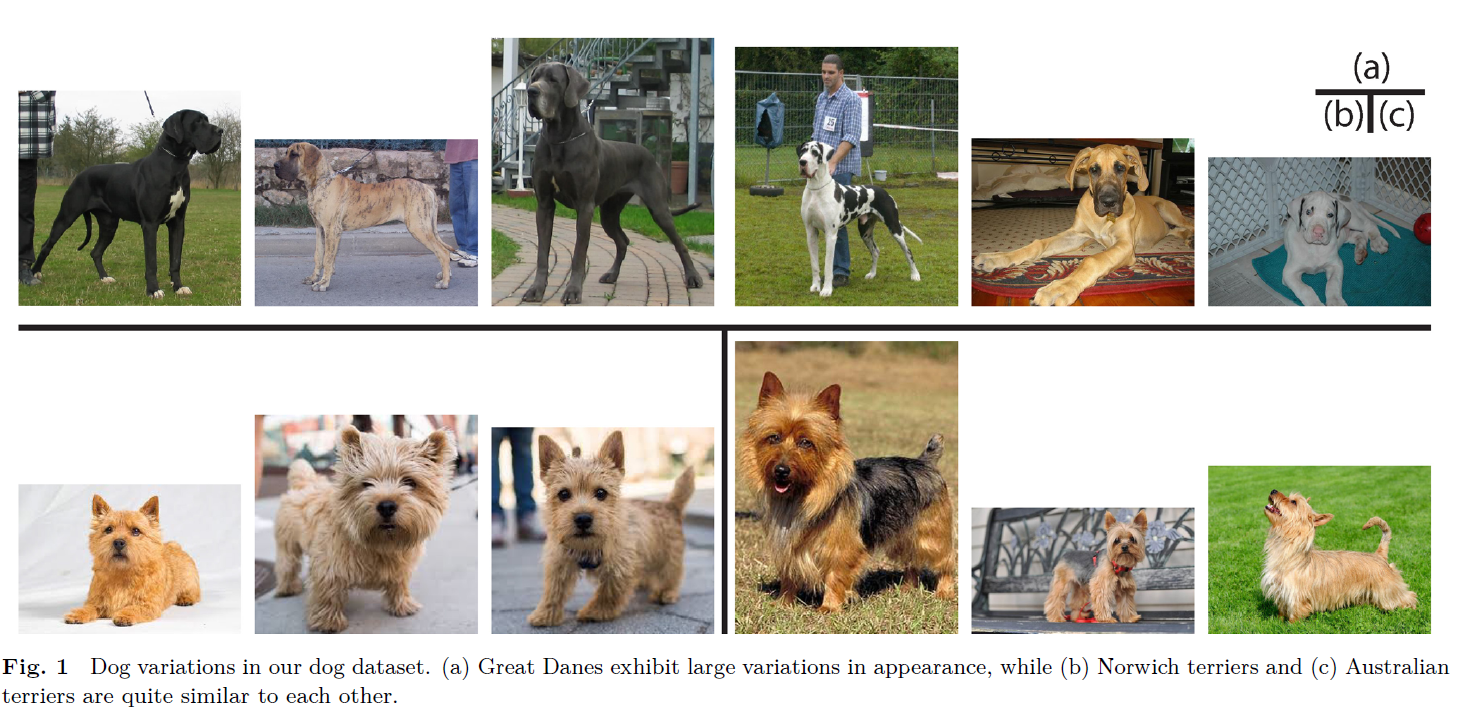 (a)
(b) (c)
25
Fig. 1 Dog variations in our dog dataset. (a) Great Danes exhibit large variations in appearance, while (b) Norwich terriers and (c) Australian
terriers are quite similar to each other.